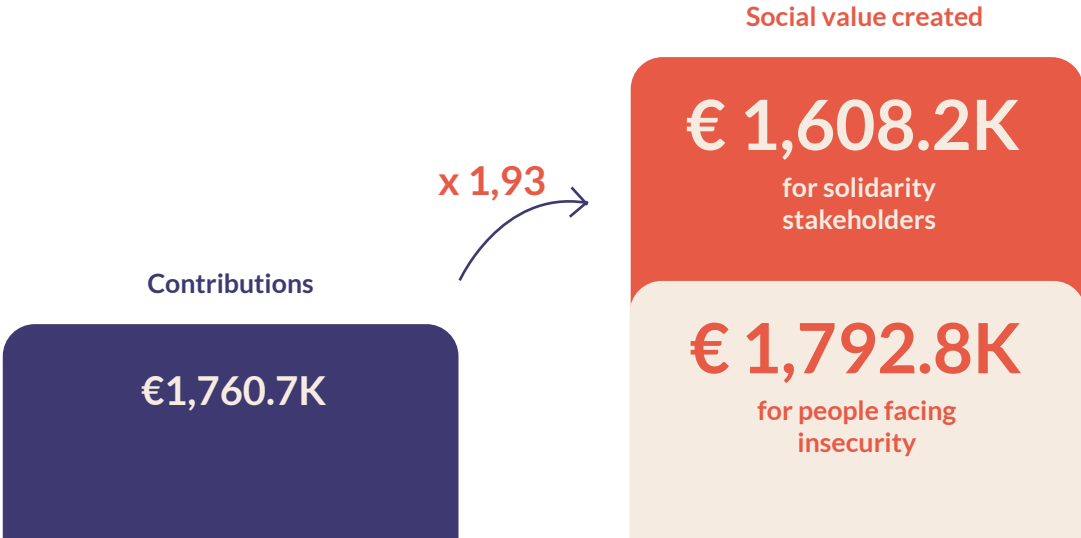 Social value created
€ 1,608.2K
for solidarity
stakeholders
x 1,93
Contributions
€1,760.7K
€ 1,792.8K
for people facing
insecurity